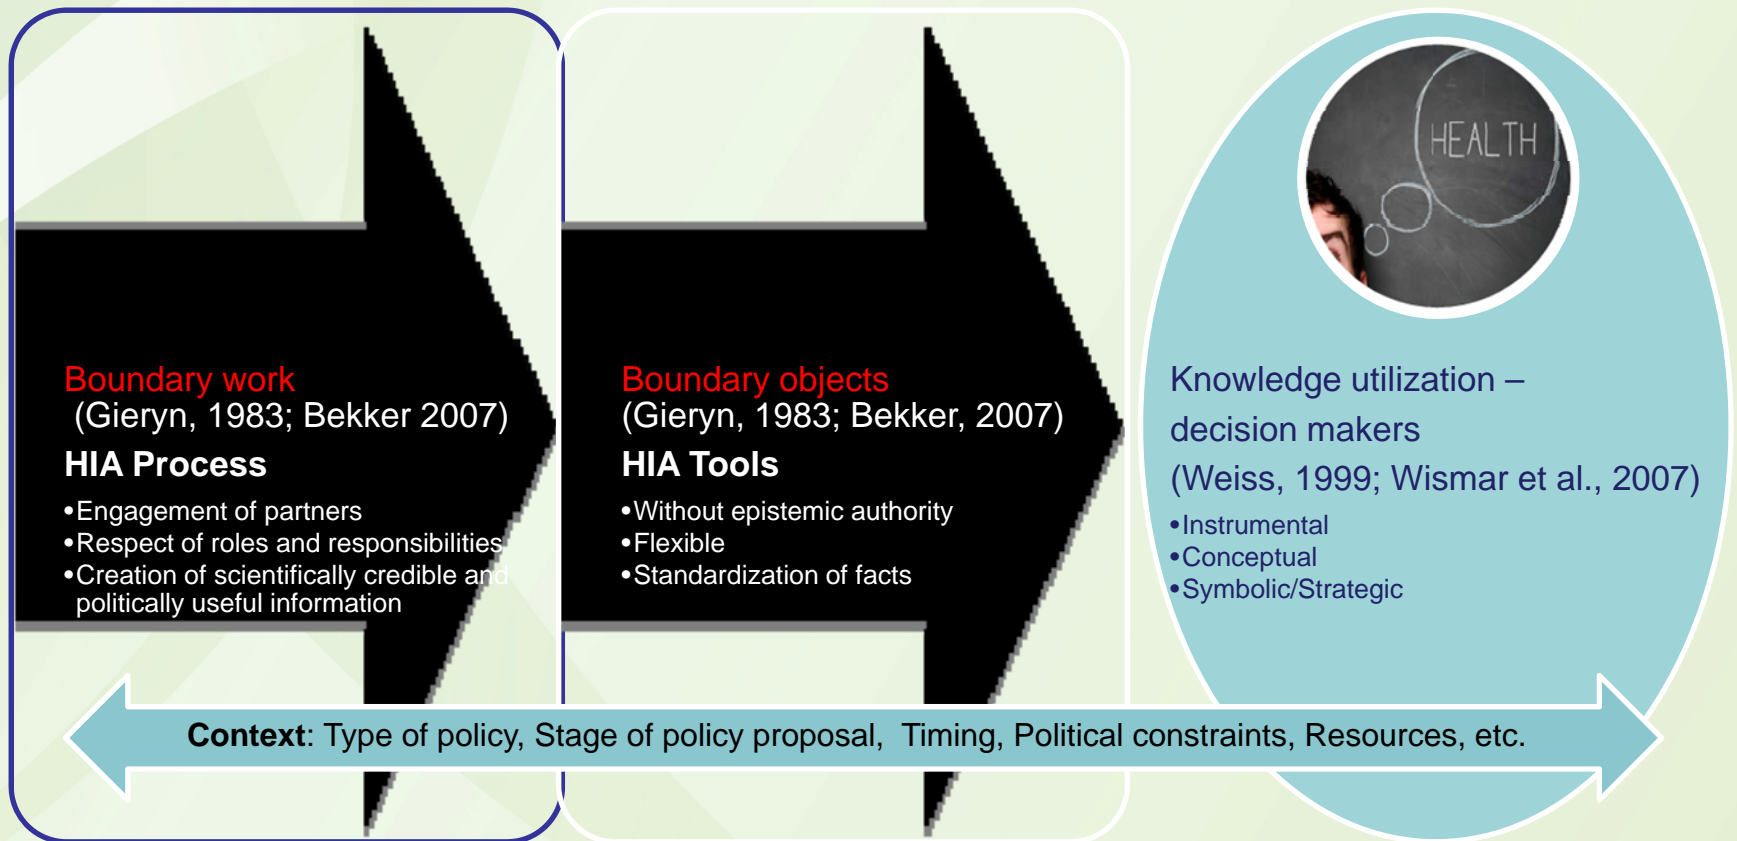 Boundary work
(Gieryn, 1983; Bekker 2007)
HIA Process
•Engagement of partners
•Respect of roles and responsibilities
•Creation of scientifically credible and
politically useful information
Boundary objects
(Gieryn, 1983; Bekker, 2007)
HIA Tools
•Without epistemic authority
•Flexible
•Standardization of facts
HEALTH
Knowledge utilization –
decision makers
(Weiss, 1999; Wismar et al., 2007)
•Instrumental
•Conceptual
•Symbolic/Strategic
Context: Type of policy, Stage of policy proposal,  Timing, Political constraints, Resources, etc.